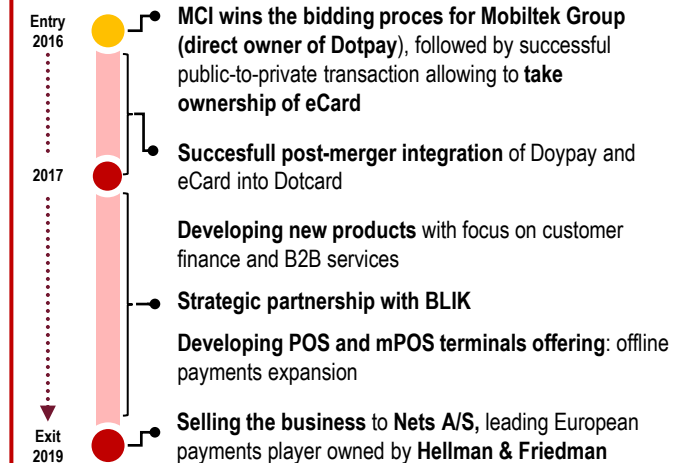 Entry
2016
MCI wins the bidding proces for Mobiltek Group
(direct owner of Dotpay), followed by successful
public-to-private transaction allowing to take
ownership of eCard
Succesfull post-merger integration of Doypay and
eCard into Dotcard
2017
Developing new products with focus on customer
finance and B2B services
Strategic partnership with BLIK
Developing POS and mPOS terminals offering: offline
payments expansion
Exit
2019
Selling the business to Nets A/S, leading European
payments player owned by Hellman & Friedman